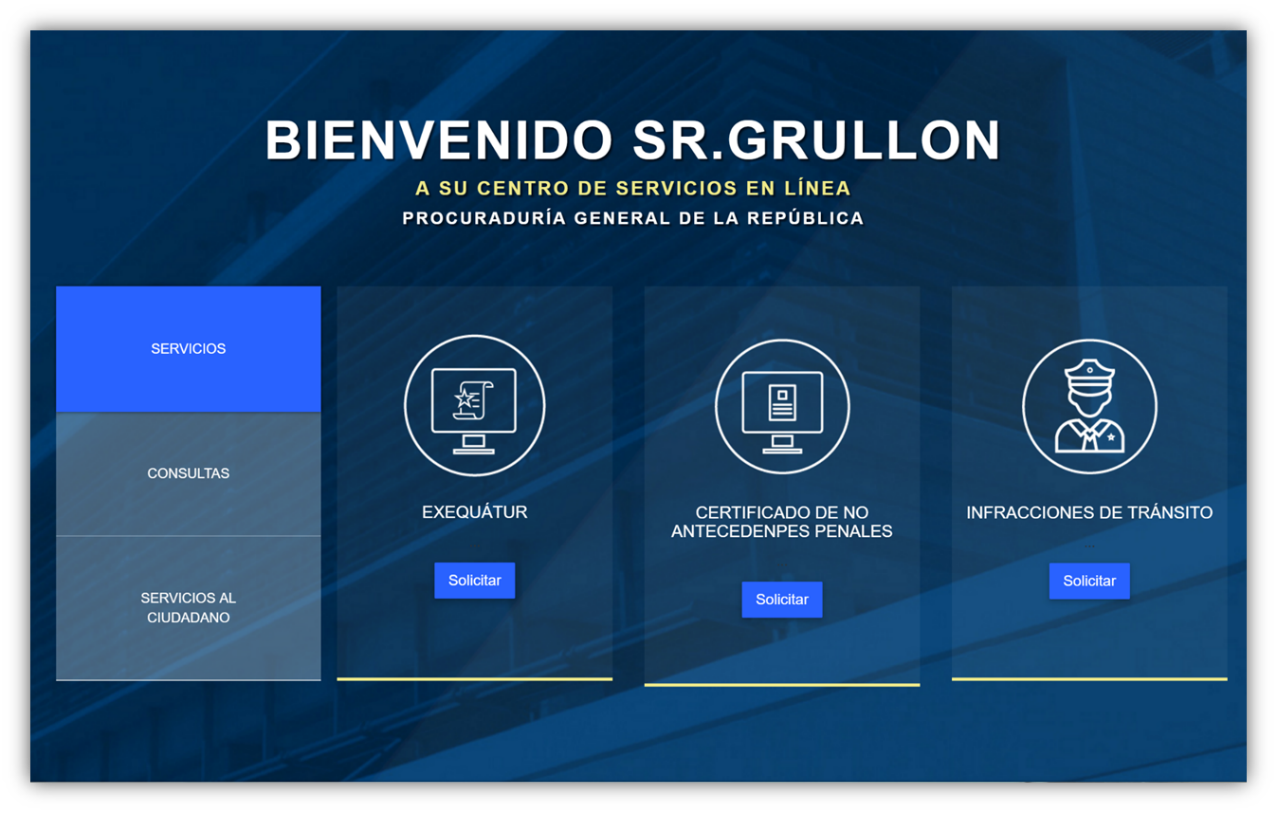 BIENVENIDO SR.GRULLON
A SU CENTRO DE SERVICIOS EN LÍNEA
PROCURADURÍA GENERAL DE LA REPÚBLICA
SERVICIOS
CONSULTAS
SERVICIOS AL
CIUDADANO
EXEQUÁTUR
Solicitar
CERTIFICADO DE NO
ANTECEDENPES PENALES
Solicitar
INFRACCIONES DE TRÁNSITO
...
Solicitar